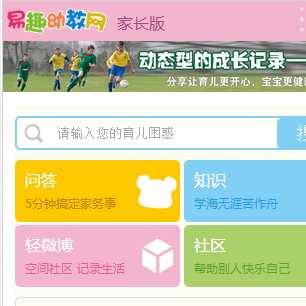 易趣幼教网 家长版
动态型的成长记录一
分享让育儿更开心、宝宝更健
请输入您的育儿困惑
问答
5分钟搞定家务事
知识
学海无涯苦作舟
轻微博
空间社区 记录生活
社区
帮助别人快乐自己